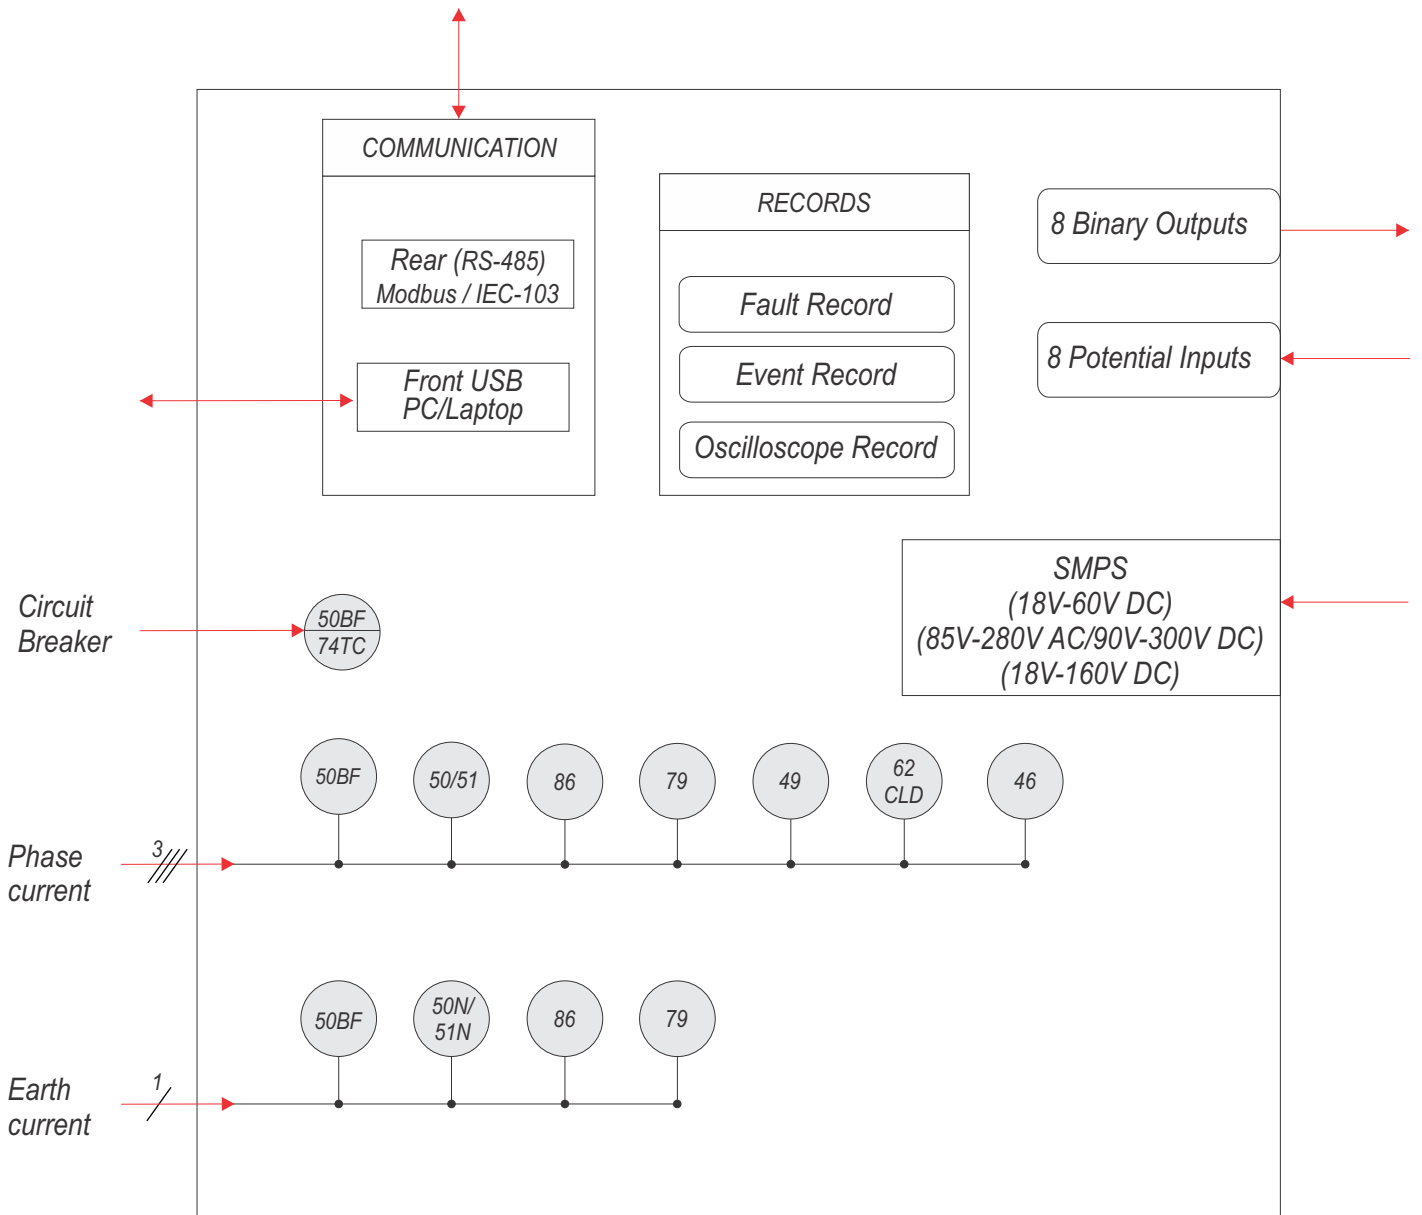 COMMUNICATION
Rear (RS-485)
Modbus / IEC-103
Front USB
PC/Laptop
RECORDS
Fault Record
Event Record
Oscilloscope Record
8 Binary Outputs
8 Potential Inputs
SMPS
(18V-60V DC)
(85V-280V AC/90V-300V DC)
(18V-160V DC)
Circuit
Breaker
50BF
74TC
Phase
current
3
50BF
50/51
86
79
49
62
CLD
46
Earth
current
1
50BF
50N/
51N
86
79